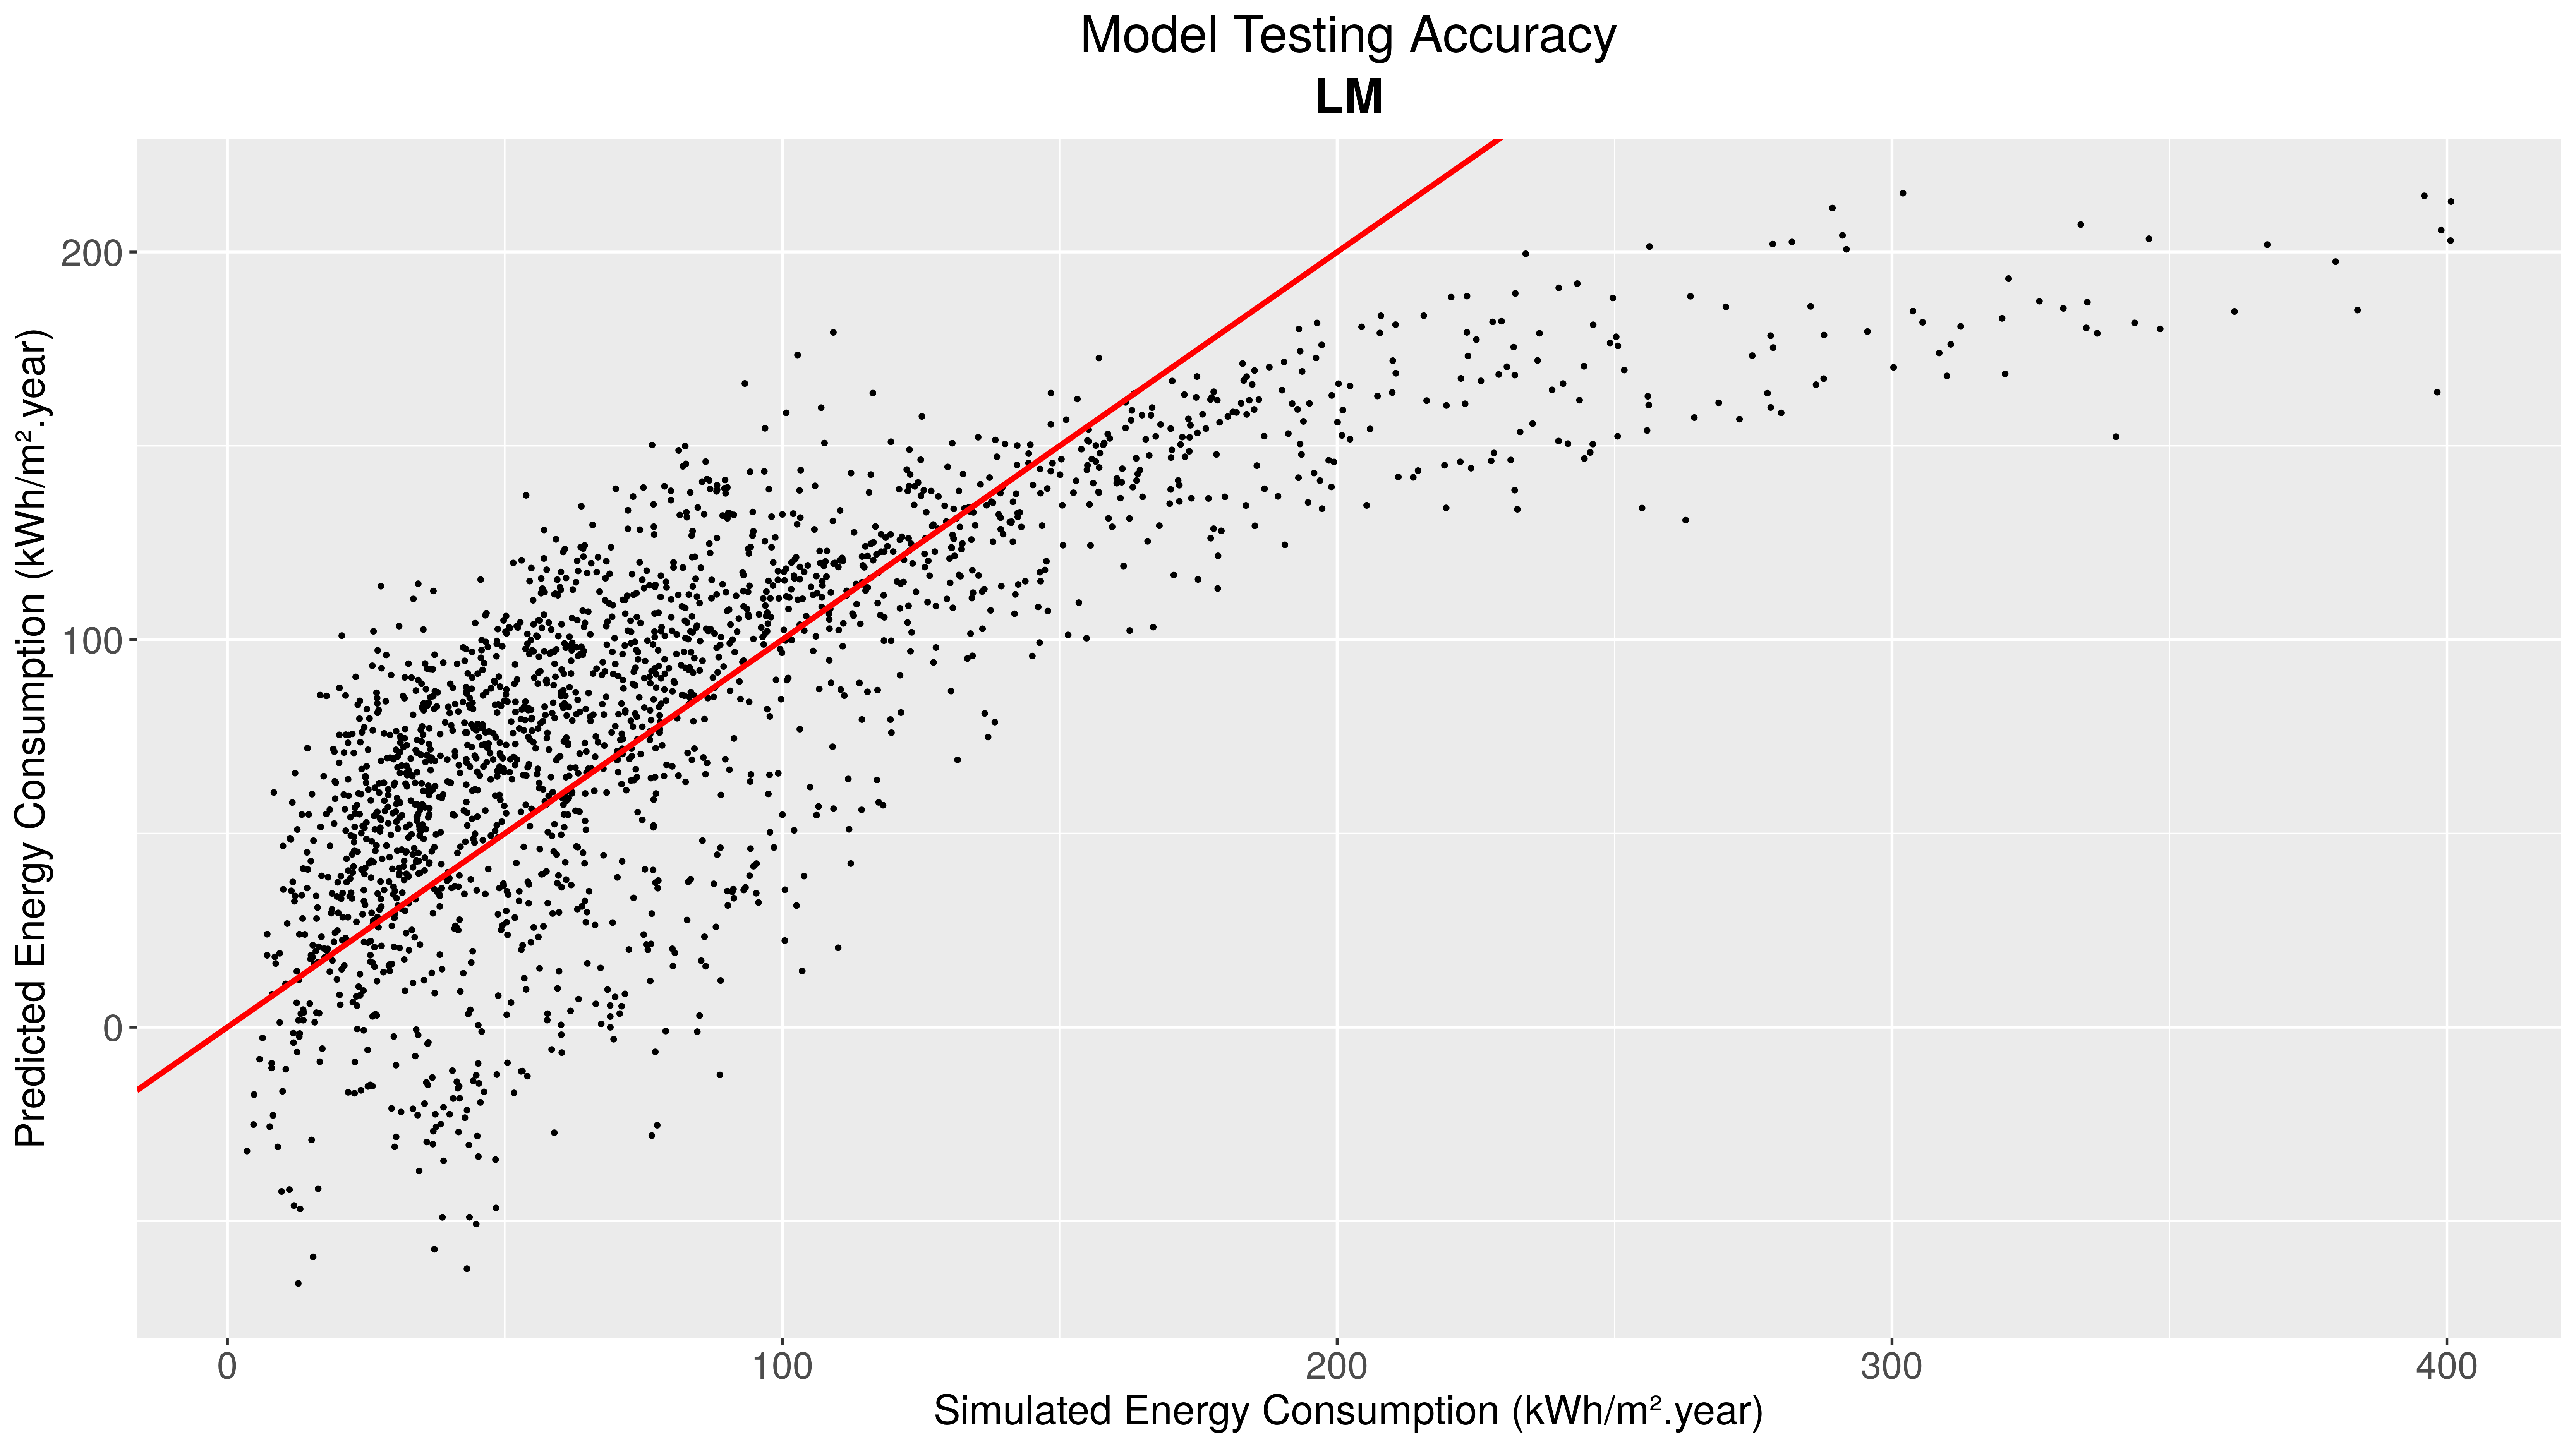 Model Testing Accuracy
LM
Predicted Energy Consumption (kWh/m².year)
200
100
0
0 100 200 300 400
Simulated Energy Consumption (kWh/m².year)